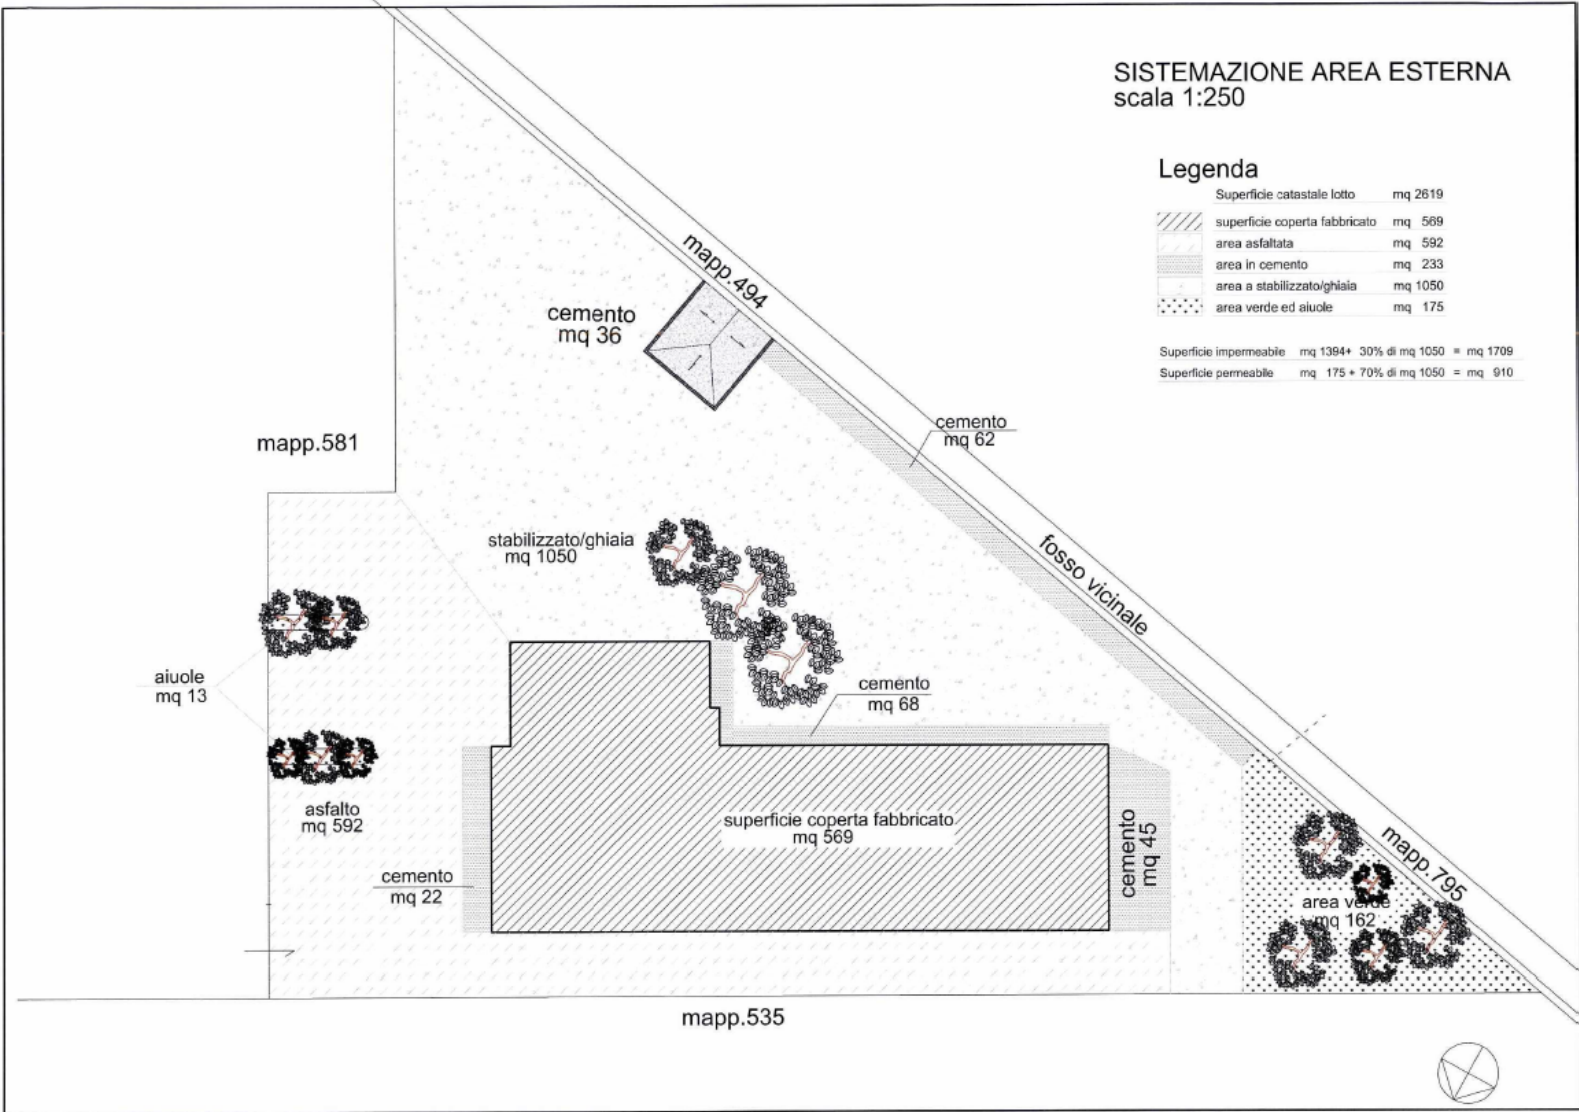 SISTEMAZIONE AREA ESTERNA
scala 1:250
Legenda
Superficie catastale lotto mq 2619
superficie coperta fabbricato mq 569
area asfaltata mq 592
area in cemento mq 233
area a stabilizzato/ghiaia mq 1050
area verde ed aiuole mq 175
Superficie impermeabile mq 1394+ 30% di mq 1050 = mq 1709
Superficie permeabile mq 175 + 70% di mq 1050 = mq 910
mapp.494
cemento
mq 36
cemento
mq 62
mapp.581
stabilizzato/ghiaia
mq 1050
fosso vicinale
aiuole
mq 13
cemento
mq 68
asfalto
mq 592
superficie coperta fabbricato
mq 569
cemento
mq 45
cemento
mq 22
mapp.795
area verde
mq 162
mapp.535